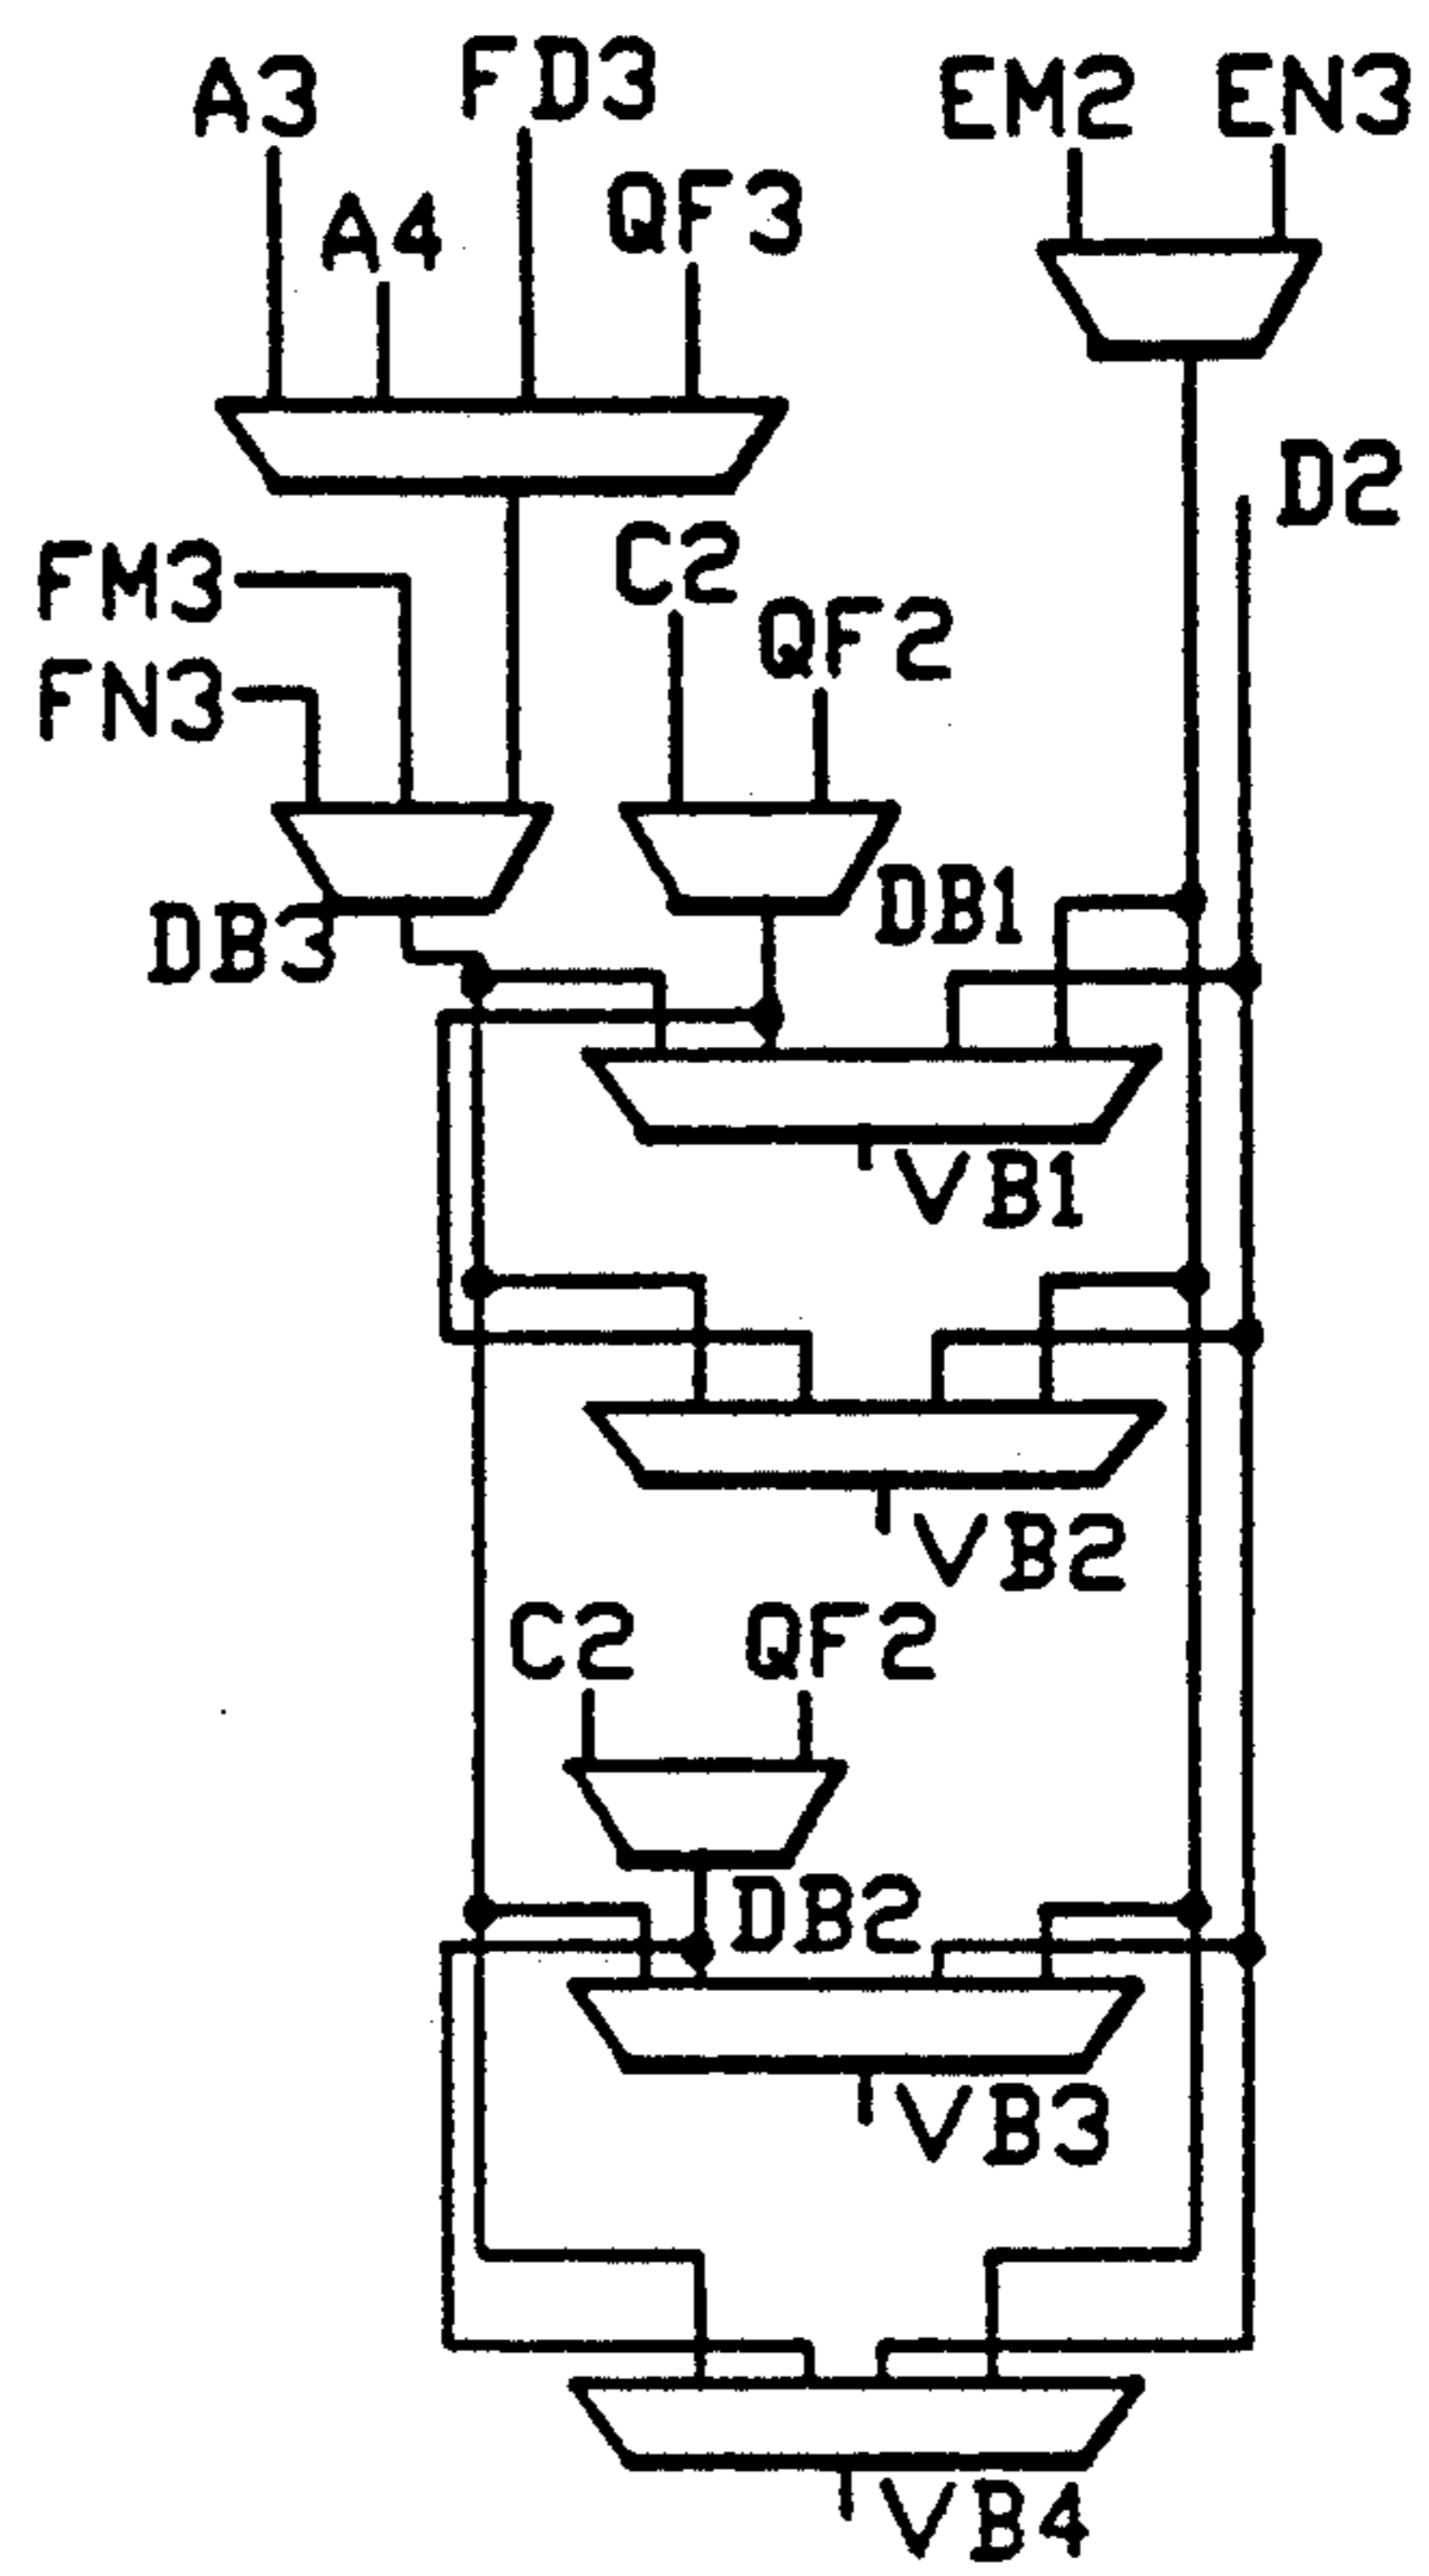 A3
FD3
EM2
EN3
A4
QF3
D2
FM3
C2
QF2
FN3
DB1
DB3
VB1
VB2
C2
QF2
DB2
VB3
VB4